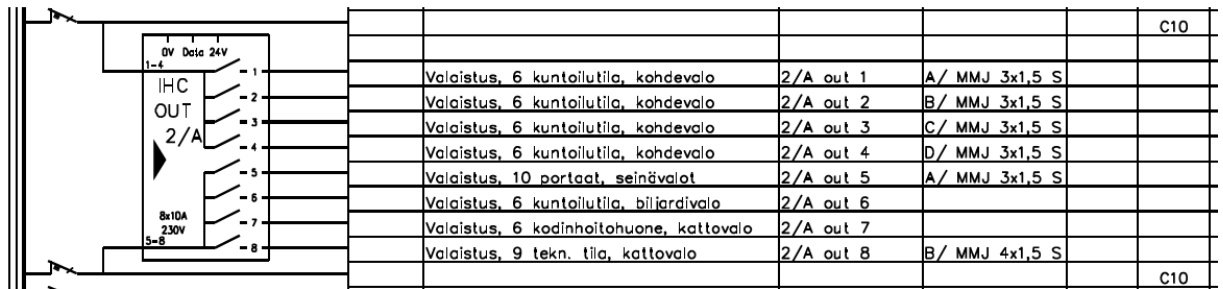 C10
0V Data 24V
1-4
IHC
OUT
2/A
8x10A
230V
5-8
1 Valaistus, 6 kuntoilutila, kohdevalo 2/A out 1 A/ MMJ 3x1,5 S
2 Valaistus, 6 kuntoilutila, kohdevalo 2/A out 2 B/ MMJ 3x1,5 S
3 Valaistus, 6 kuntoilutila, kohdevalo 2/A out 3 C/ MMJ 3x1,5 S
4 Valaistus, 6 kuntoilutila, kohdevalo 2/A out 4 D/ MMJ 3x1,5 S
5 Valaistus, 10 portaat, seinävalot 2/A out 5 A/ MMJ 3x1,5 S
6 Valaistus, 6 kuntoilutila, biljardivalo 2/A out 6
7 Valaistus, 6 kodinhoitohuone, kattovalo 2/A out 7
8 Valaistus, 9 tekn. tila, kattovalo 2/A out 8 B/ MMJ 4x1,5 S
C10